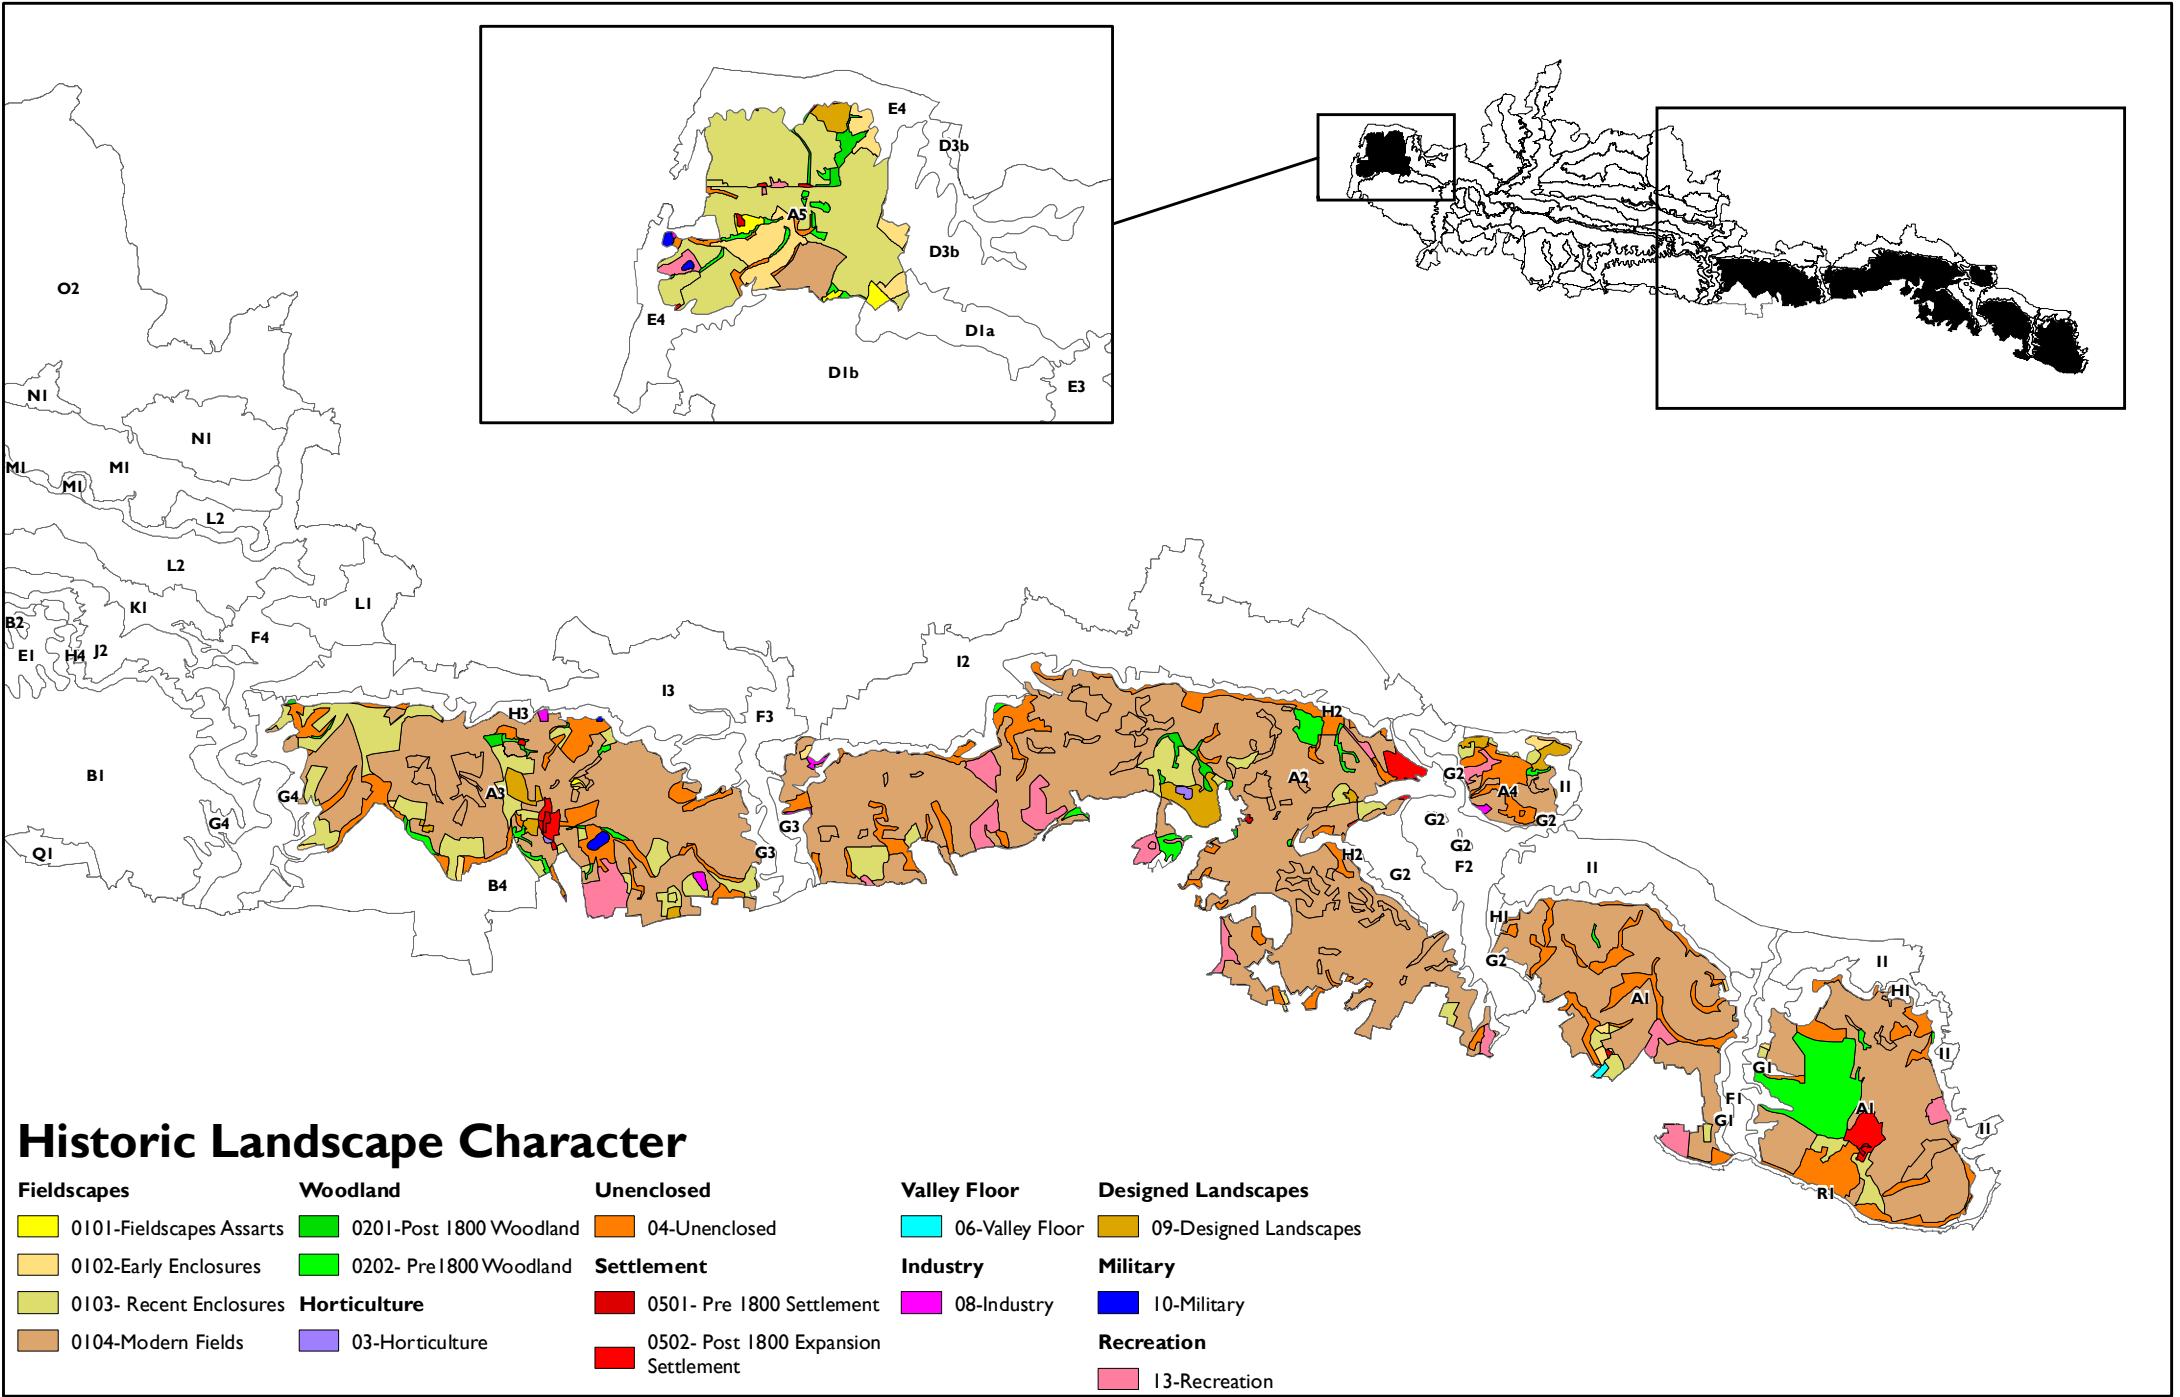 E4
D3b
A5
D3b
E4
D1a
D1b
E3
O2
N1
N1
M1
M1
M1
L2
L2
K1
L1
B2
F4
E1
H4
J2
I2
I3
H3
F3
H2
B1
A3
G4
G4
A2
G2
A4
I1
G2
G3
G2
G2
Q1
G3
H2
F2
I1
B4
G2
H1
G2
I1
H1
A1
I1
G1
F1
A1
G1
I1
R1
Historic Landscape Character
Fieldscapes
0101-Fieldscapes Assarts
0102-Early Enclosures
0103- Recent Enclosures
0104-Modern Fields
Woodland
0201-Post 1800 Woodland
0202- Pre1800 Woodland
Horticulture
03-Horticulture
Unenclosed
04-Unenclosed
Settlement
0501- Pre 1800 Settlement
0502- Post 1800 Expansion
Settlement
Valley Floor
06-Valley Floor
Industry
08-Industry
Designed Landscapes
09-Designed Landscapes
Military
10-Military
Recreation
13-Recreation